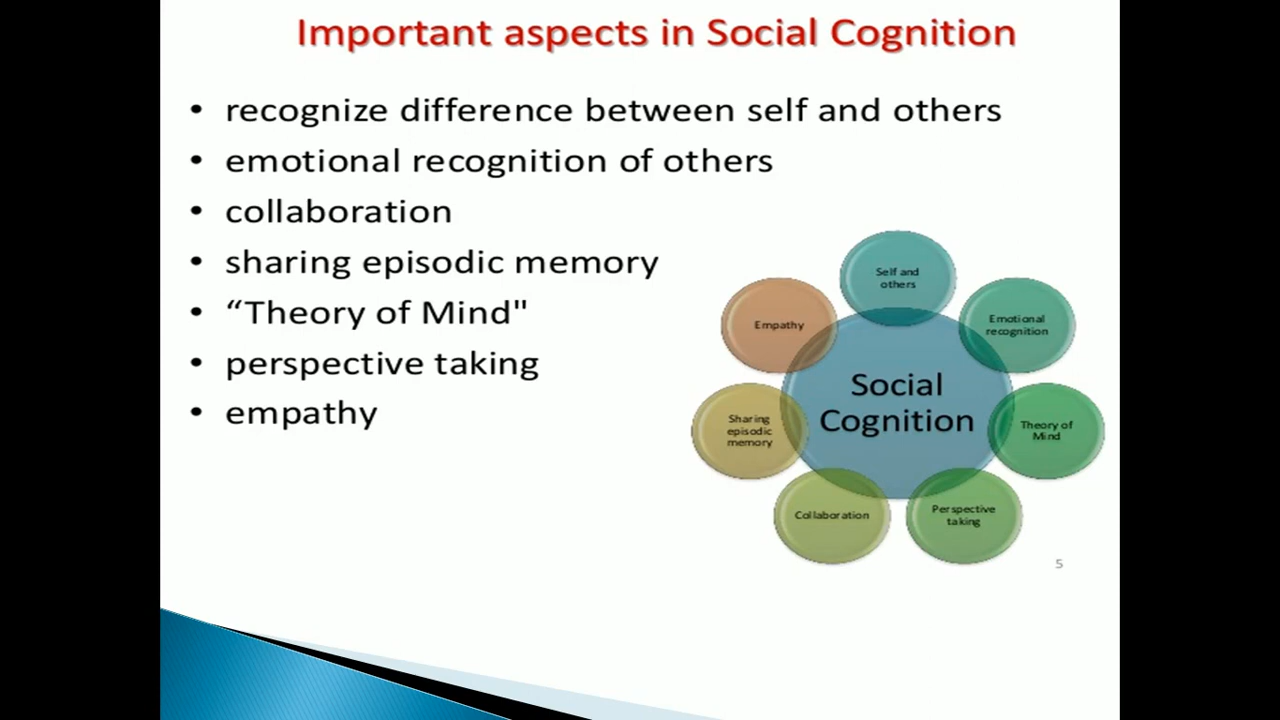 Important aspects in Social Cognition
• recognize difference between self and others
• emotional recognition of others
• collaboration
• sharing episodic memory
• “Theory of Mind"
• perspective taking
• empathy
Self and
others
Emotional
recognition
Theory of
Mind
Perspective
taking
Collaboration
Sharing
episodic
memory
Empathy
Social
Cognition
5